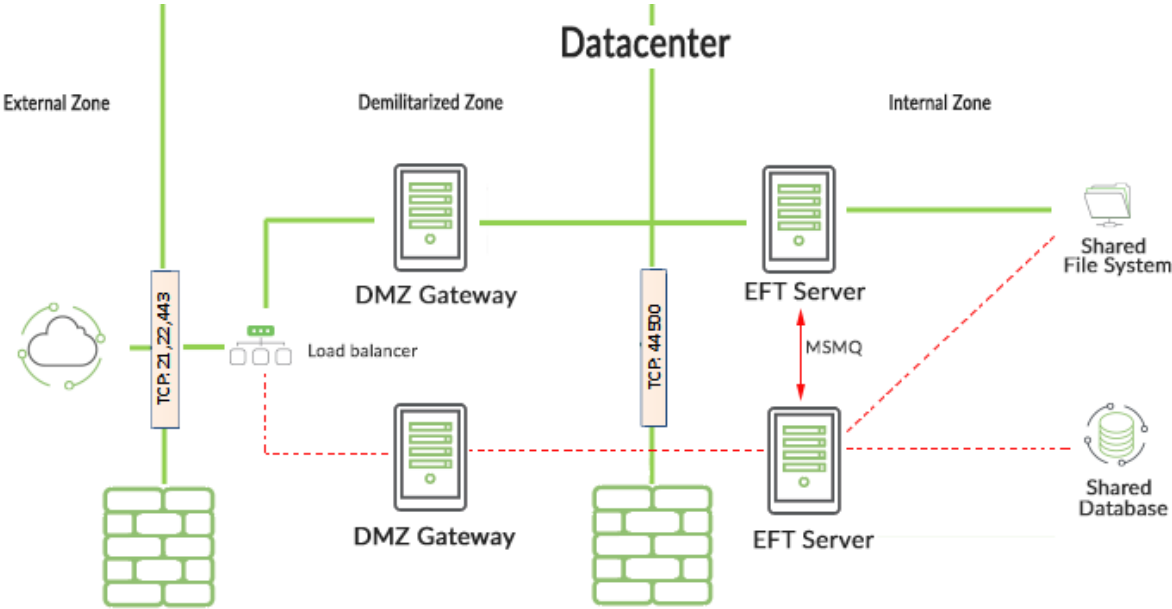 Datacenter
External Zone
Demilitarized Zone
Internal Zone
DMZ Gateway
EFT Server
Shared
File System
TCP: 21,22,443
Load balancer
TCP: 44500
MSMQ
DMZ Gateway
EFT Server
Shared
Database